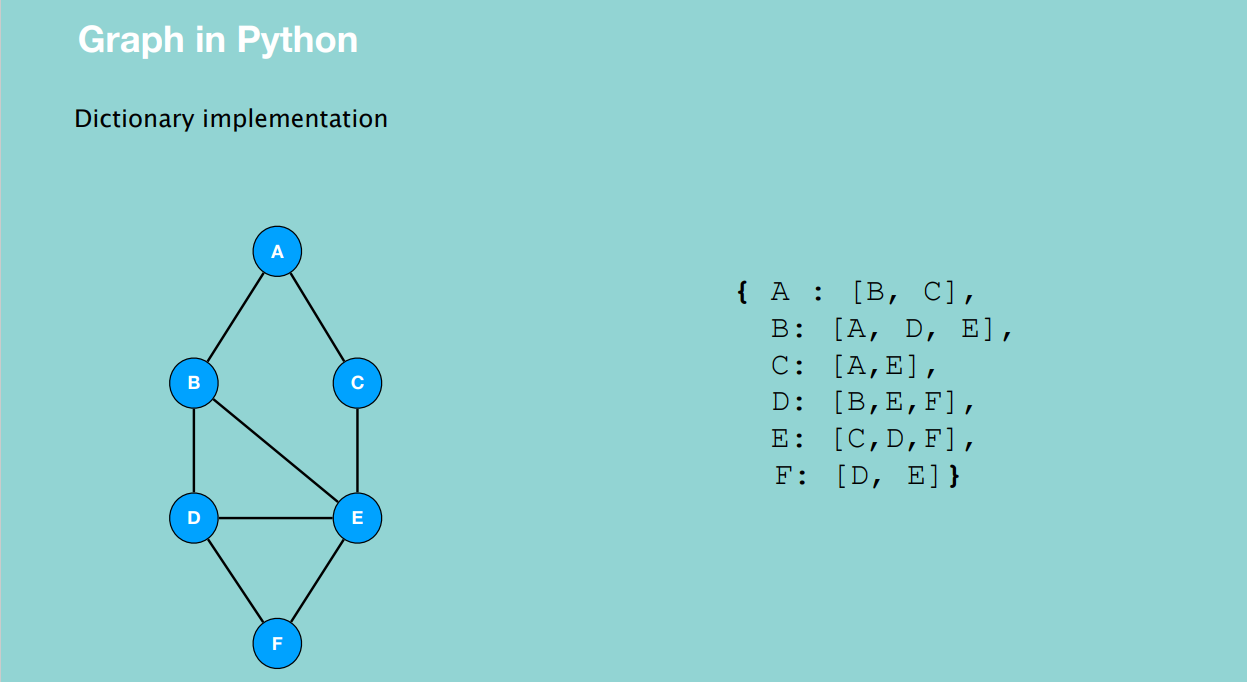 Graph in Python
Dictionary implementation
A
B
C
D
E
F
{ A : [B, C],
B: [A, D, E],
C: [A,E],
D: [B,E,F],
E: [C,D,F],
F: [D, E]}